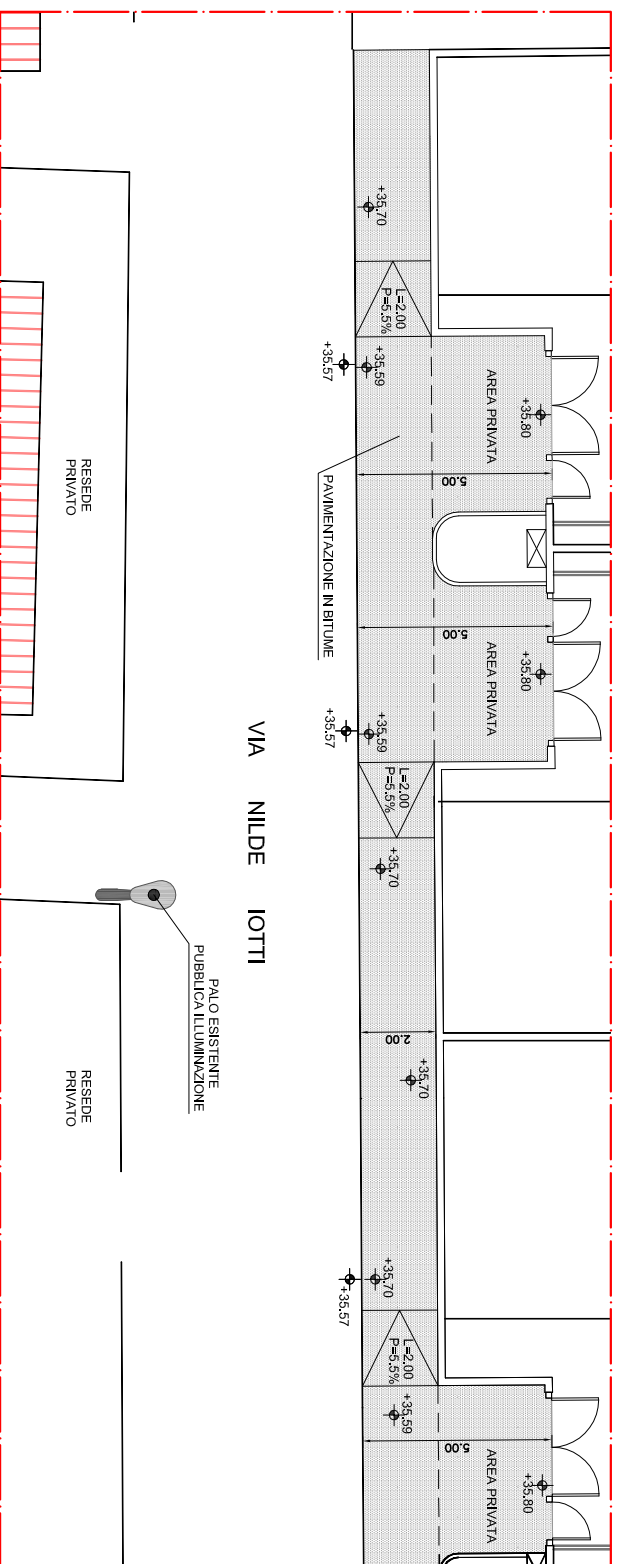 +35.70
L=2.00
P=5.5%
+35.59
+35.57
AREA PRIVATA
+35.80
5.00
PAVIMENTAZIONE IN BITUME
RESEDE
PRIVATO
5.00
AREA PRIVATA
+35.80
+35.59
+35.57
L=2.00
P=5.5%
+35.70
VIA NILDE IOTTI
PALO ESISTENTE
PUBBLICA ILLUMINAZIONE
2.00
+35.70
RESEDE
PRIVATO
+35.70
+35.57
L=2.00
P=5.5%
+35.59
5.00
AREA PRIVATA
+35.80